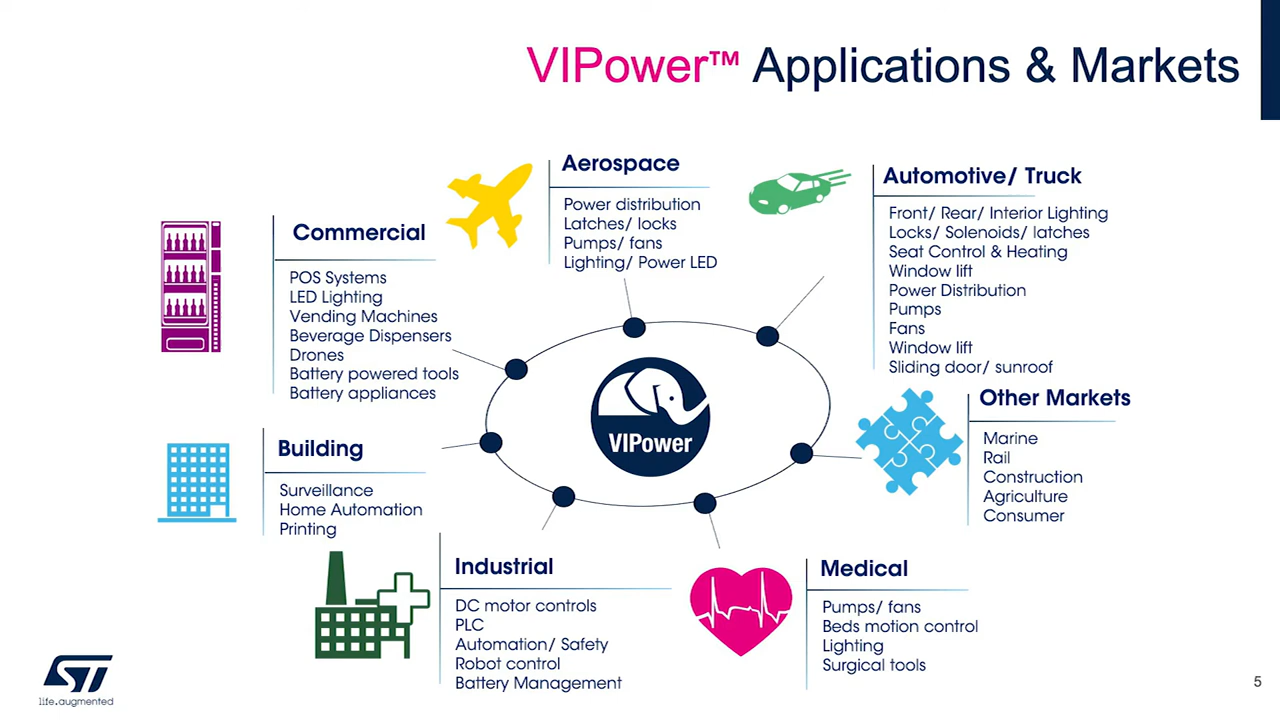 VIPower™ Applications & Markets
Aerospace
Power distribution
Latches/ locks
Pumps/ fans
Lighting/ Power LED
Automotive/ Truck
Front/ Rear/ Interior Lighting
Locks/ Solenoids/ latches
Seat Control & Heating
Window lift
Power Distribution
Pumps
Fans
Window lift
Sliding door/ sunroof
Commercial
POS Systems
LED Lighting
Vending Machines
Beverage Dispensers
Drones
Battery powered tools
Battery appliances
VIPower
Other Markets
Marine
Rail
Construction
Agriculture
Consumer
Building
Surveillance
Home Automation
Printing
Industrial
DC motor controls
PLC
Automation/ Safety
Robot control
Battery Management
Medical
Pumps/ fans
Beds motion control
Lighting
Surgical tools
ST
life.augmented
5